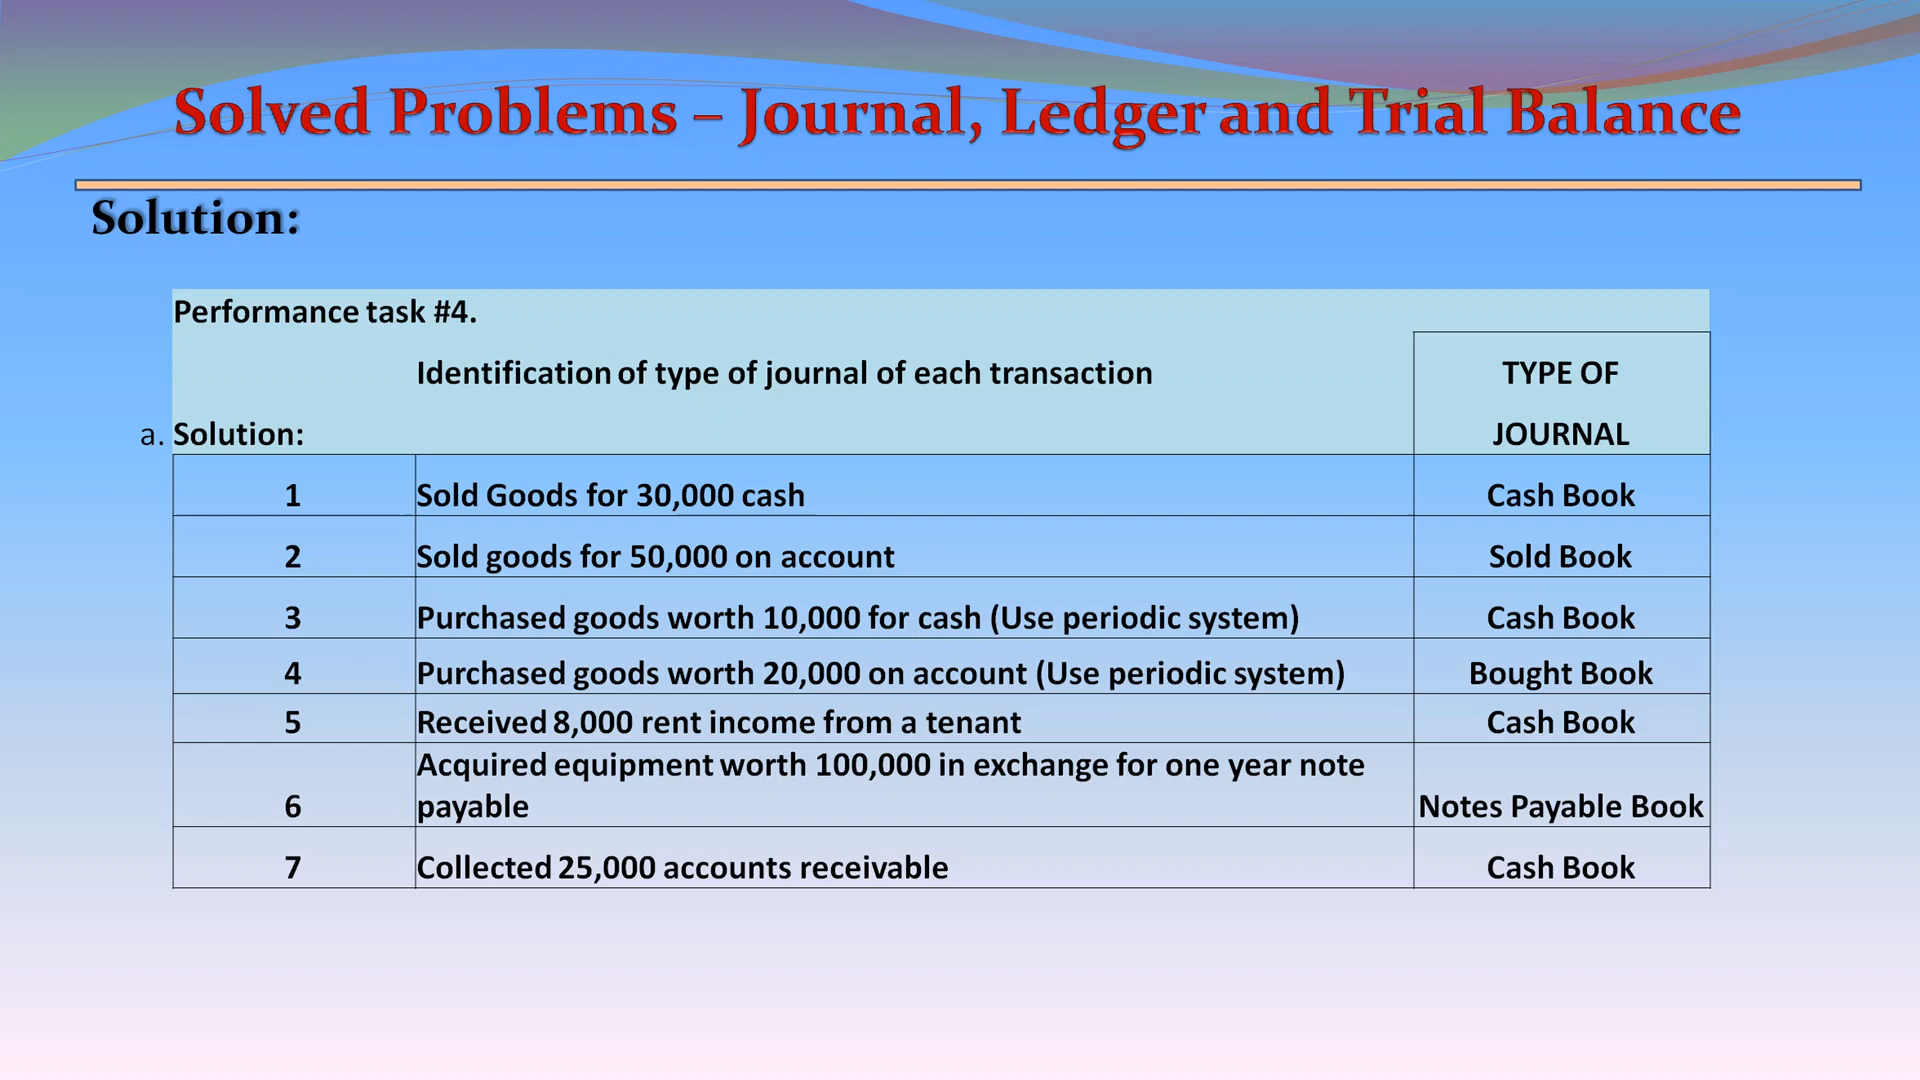 Solved Problems – Journal, Ledger and Trial Balance
Solution:
Performance task #4.
Identification of type of journal of each transaction
TYPE OF
JOURNAL
a. Solution:
1 Sold Goods for 30,000 cash Cash Book
2 Sold goods for 50,000 on account Sold Book
3 Purchased goods worth 10,000 for cash (Use periodic system) Cash Book
4 Purchased goods worth 20,000 on account (Use periodic system) Bought Book
5 Received 8,000 rent income from a tenant Cash Book
Acquired equipment worth 100,000 in exchange for one year note
6 payable Notes Payable Book
7 Collected 25,000 accounts receivable Cash Book